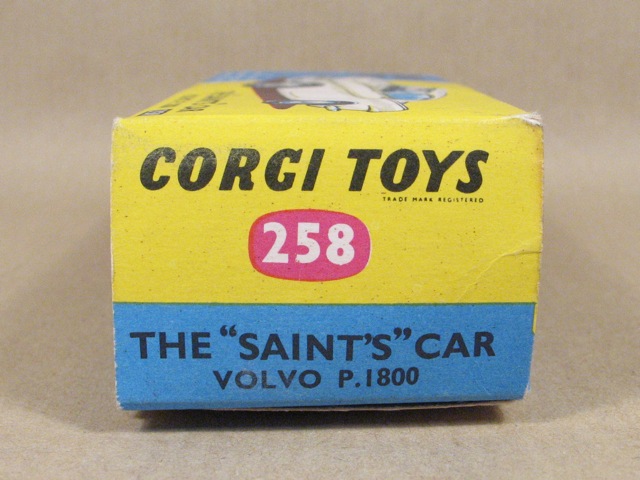 CORGI TOYS
TRADE MARK REGISTERED
258
THE "SAINT'S" CAR
VOLVO P.1800